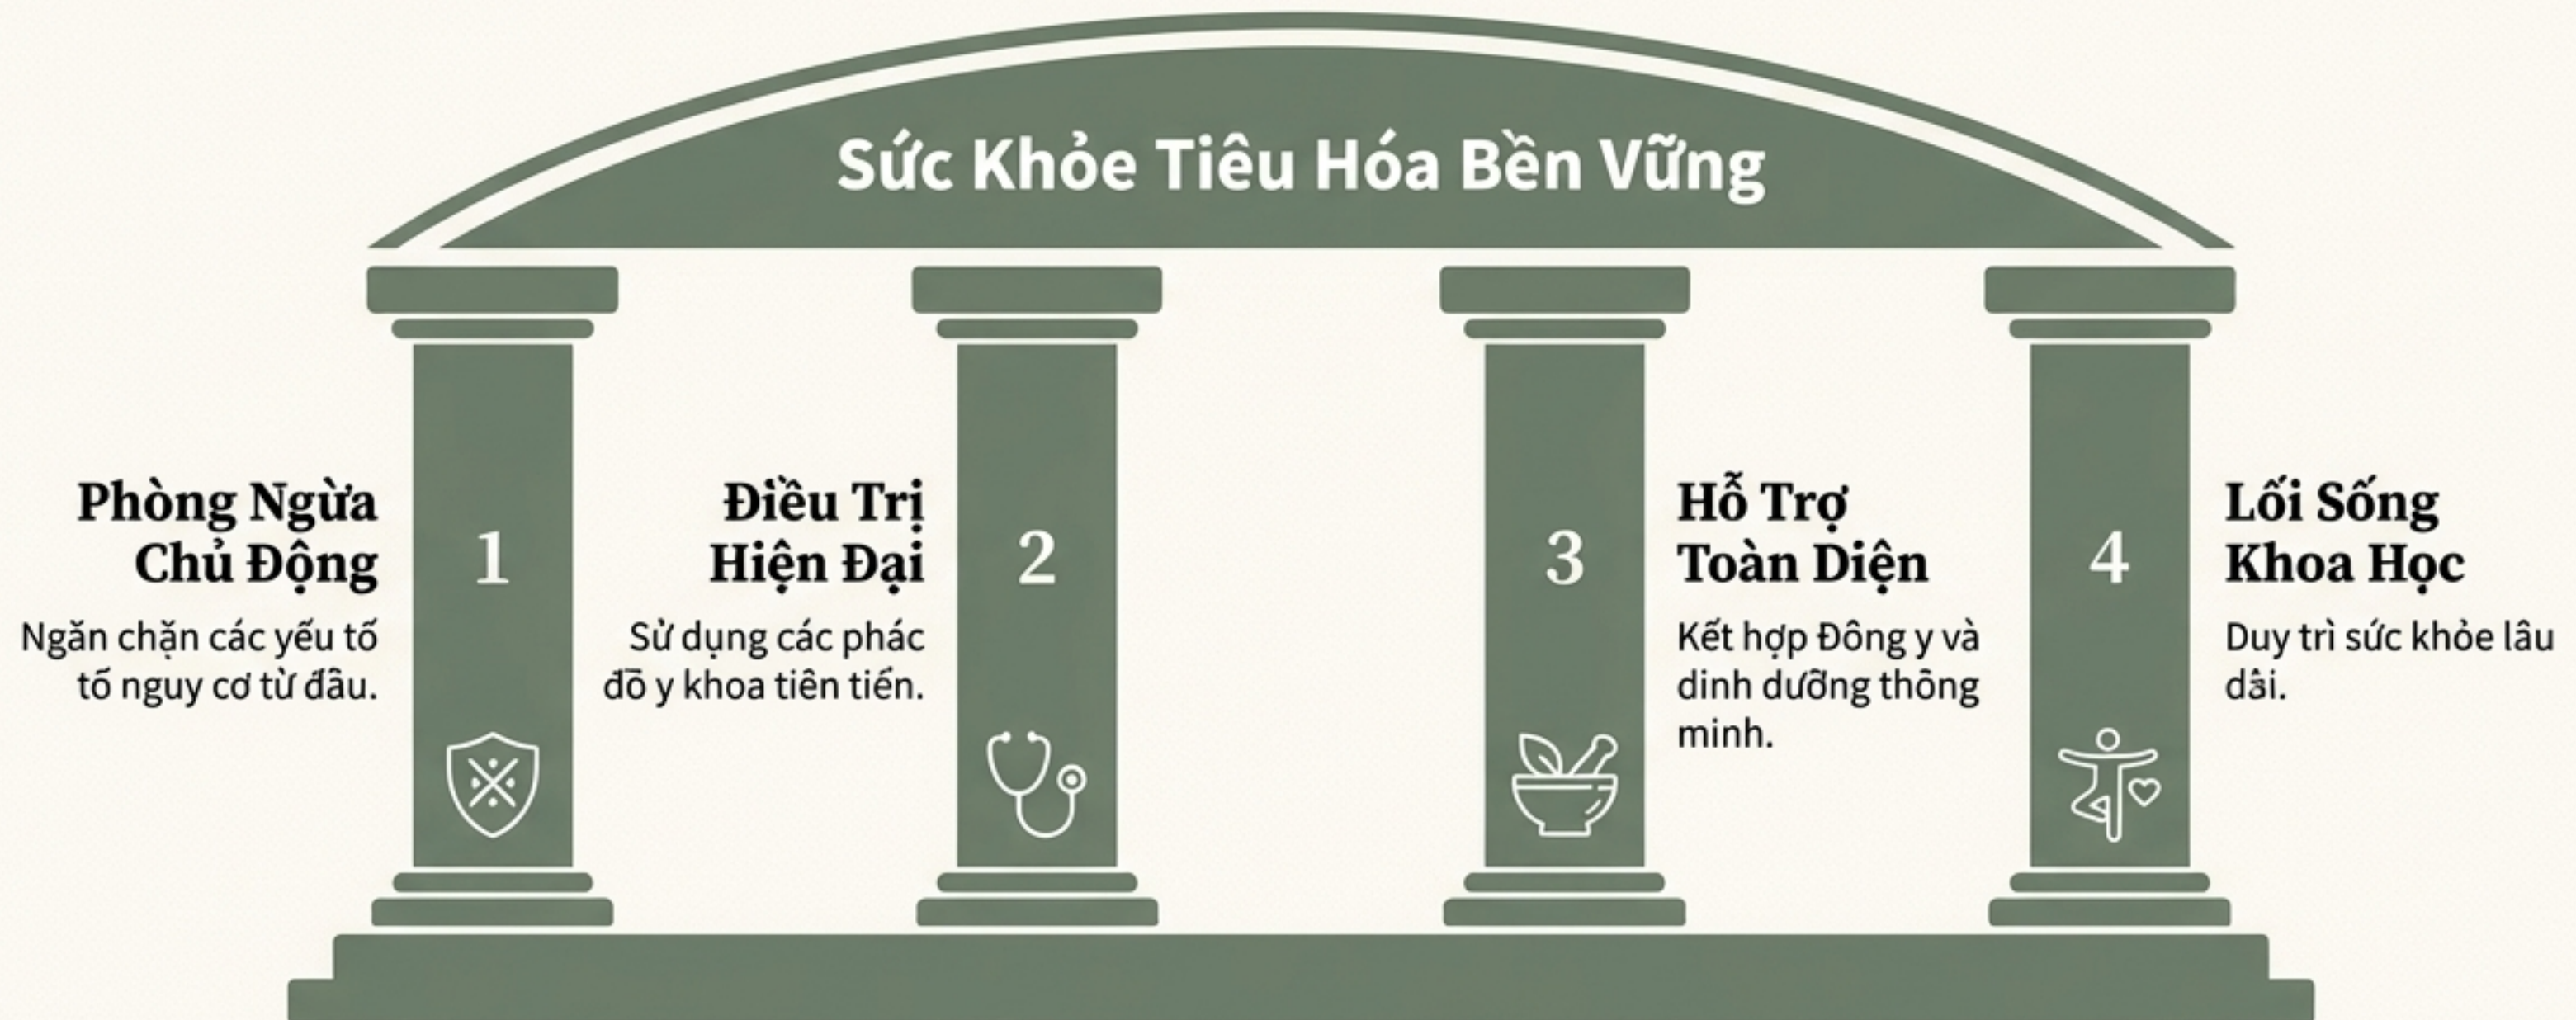 Sức Khỏe Tiêu Hóa Bền Vững
Phòng Ngừa
Chủ Động
1
Ngăn chặn các yếu tố
tố nguy cơ từ đầu.
Điều Trị
Hiện Đại
2
Sử dụng các phác
đồ y khoa tiên tiến.
3
Hỗ Trợ
Toàn Diện
Kết hợp Đông y và
dinh dưỡng thông
minh.
4
Lối Sống
Khoa Học
Duy trì sức khỏe lâu